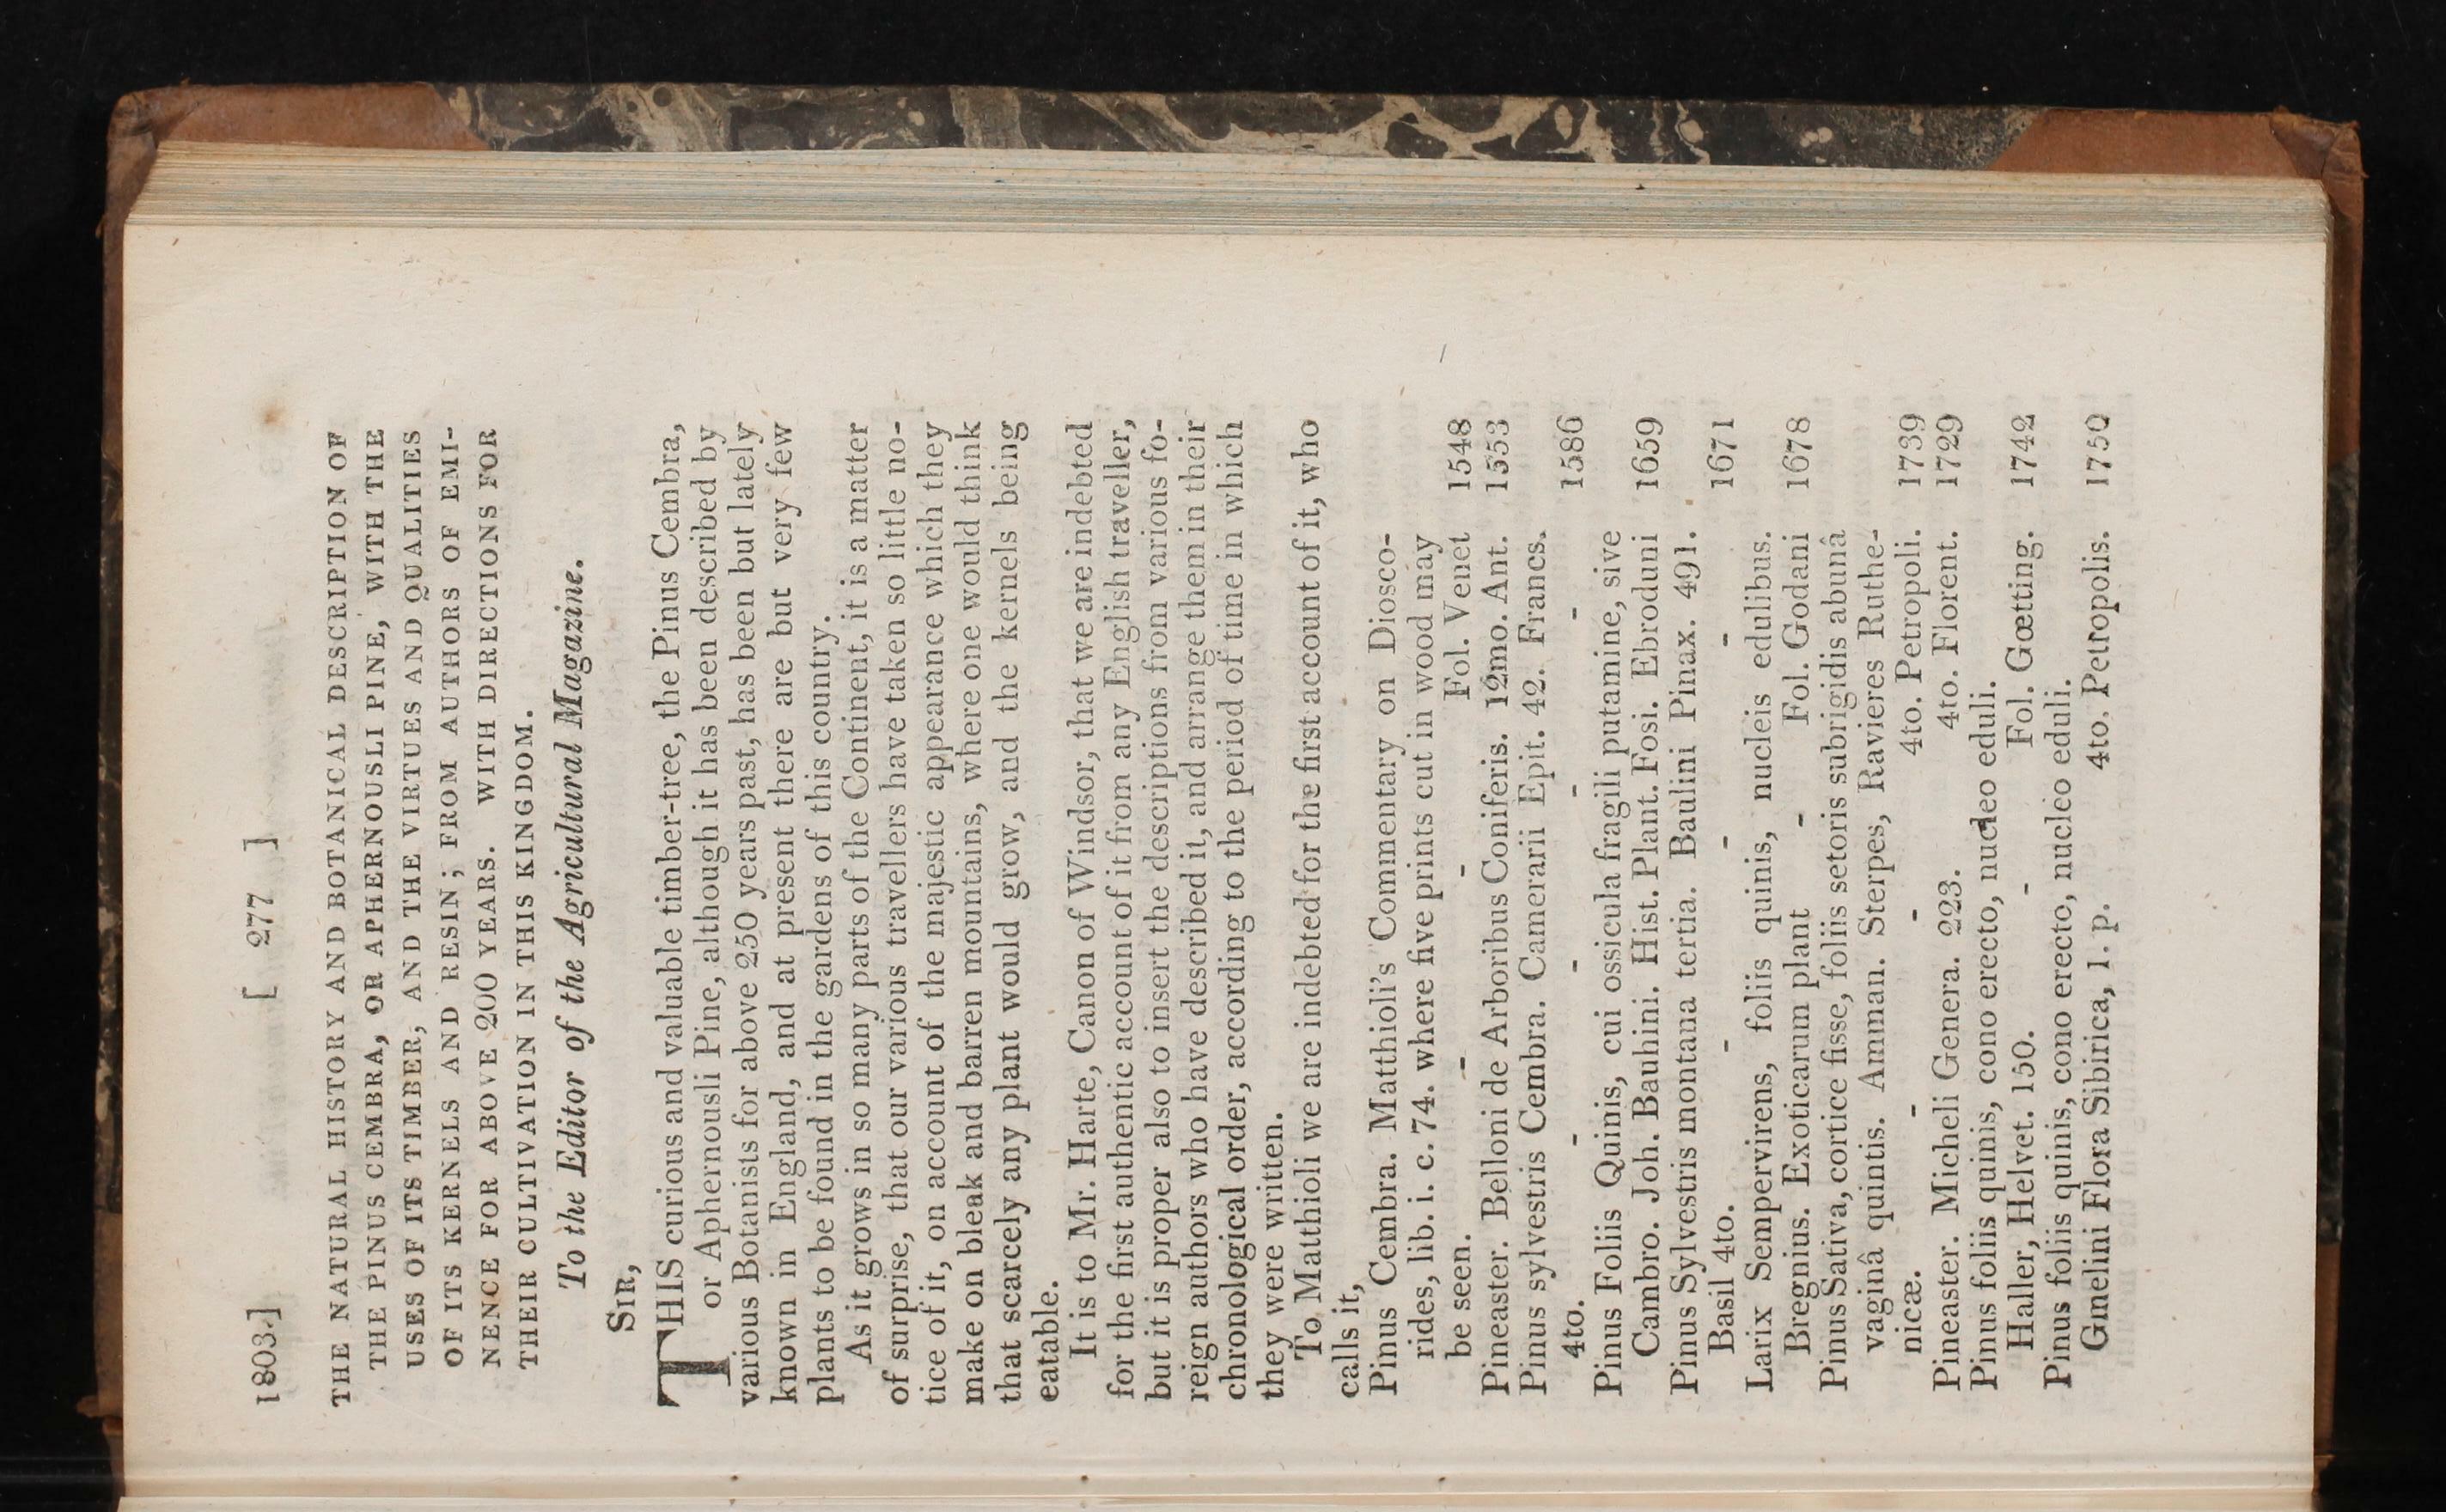 1803.] [ 277 ]
THE NATURAL HISTORY AND BOTANICAL DESCRIPTION OF
THE PINUS CEMBRA, OR APHERNOUSLI PINE, WITH THE
USES OF ITS TIMBER, AND THE VIRTUES AND QUALITIES
OF ITS KERNELS AND RESIN; FROM AUTHORS OF EMI-
NENCE FOR ABOVE 200 YEARS. WITH DIRECTIONS FOR
THEIR CULTIVATION IN THIS KINGDOM.
To the Editor of the Agricultural Magazine.
SIR,
THIS curious and valuable timber-tree, the Pinus Cembra,
or Aphernousli Pine, although it has been described by
various Botanists for above 250 years past, has been but lately
known in England, and at present there are but very few
plants to be found in the gardens of this country.
As it grows in so many parts of the Continent, it is a matter
of surprise, that our various travellers have taken so little no-
tice of it, on account of the majestic appearance which they
make on bleak and barren mountains, where one would think
that scarcely any plant would grow, and the kernels being
eatable.
It is to Mr. Harte, Canon of Windsor, that we are indebted
for the first authentic account of it from any English traveller,
but it is proper also to insert the descriptions from various fo-
reign authors who have described it, and arrange them in their
chronological order, according to the period of time in which
they were written.
To Matthioli we are indebted for the first account of it, who
calls it,
Pinus Cembra. Matthioli's Commentary on Diosco-
rides, lib. i. c. 74. where five prints cut in wood may
be seen. - - Fol. Venet 1548
Pineaster. Belloni de Arboribus Coniferis. 12mo. Ant. 1553
Pinus sylvestris Cembra. Camerarii Epit. 42. Francs.
4to. - - - - 1586
Pinus Foliis Quinis, cui ossicula fragili putamine, sive
Cambro. Joh. Bauhini. Hist. Plant. Fosi. Ebroduni 1659
Pinus Sylvestris montana tertia. Baulini Pinax. 491.
Basil 4to. - - - 1671
Larix Sempervirens, foliis quinis, nucleis edulibus.
Bregnius. Exoticarum plant - Fol. Godani 1678
Pinus Sativa, cortice fisse, foliis setoris subrigidis abunâ
vaginâ quintis. Amman. Sterpes, Ravieres Ruthe-
nicæ. - - 4to. Petropoli. 1739
Pineaster. Micheli Genera. 223. 4to. Florent. 1729
Pinus foliis quinis, cono erecto, nucleo eduli.
Haller, Helvet. 150. - Fol. Gœtting. 1742
Pinus foliis quinis, cono erecto, nucleo eduli.
Gmelini Flora Sibirica, 1. p. 4to. Petropolis. 1750